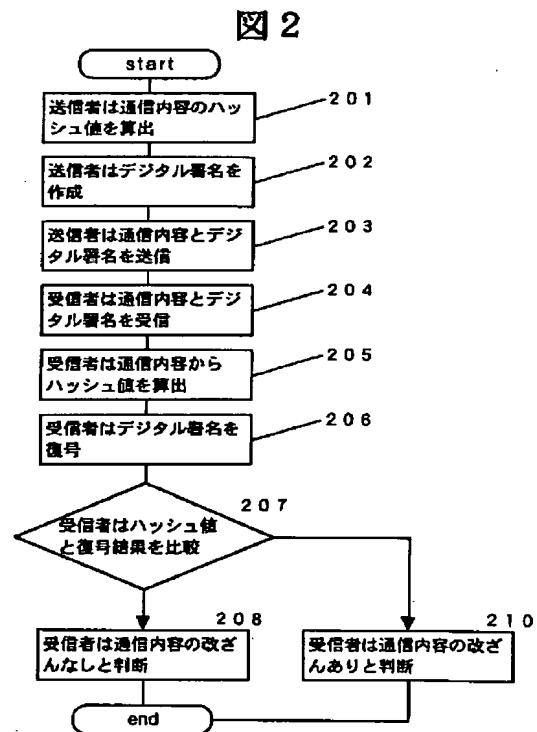 図２
start
送信者は通信内容のハッ
シュ値を算出
２０１
送信者はデジタル署名を
作成
２０２
送信者は通信内容とデジ
タル署名を送信
２０３
受信者は通信内容とデジ
タル署名を受信
２０４
受信者は通信内容から
ハッシュ値を算出
２０５
受信者はデジタル署名を
復号
２０６
受信者はハッシュ値
と復号結果を比較
２０７
受信者は通信内容の改ざ
んなしと判断
２０８
受信者は通信内容の改ざ
んありと判断
２１０
end